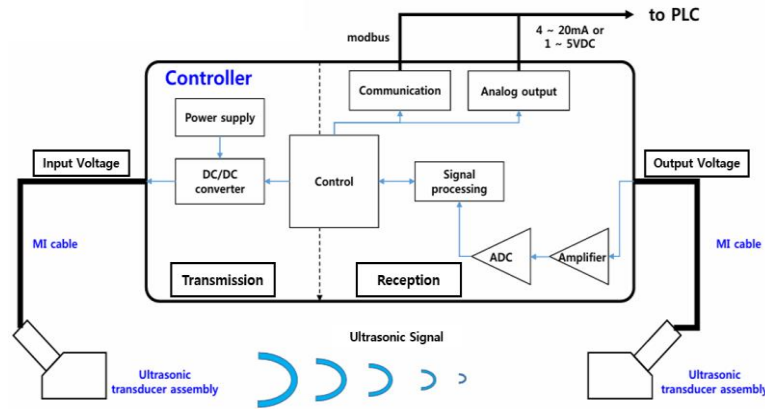 to PLC
modbus
4 ~ 20mA or
1 ~ 5VDC
Controller
Communication
Analog output
Power supply
Input Voltage
DC/DC
converter
Control
Signal
processing
Output Voltage
MI cable
MI cable
ADC
Amplifier
Transmission
Reception
Ultrasonic Signal
Ultrasonic
transducer assembly
Ultrasonic
transducer assembly